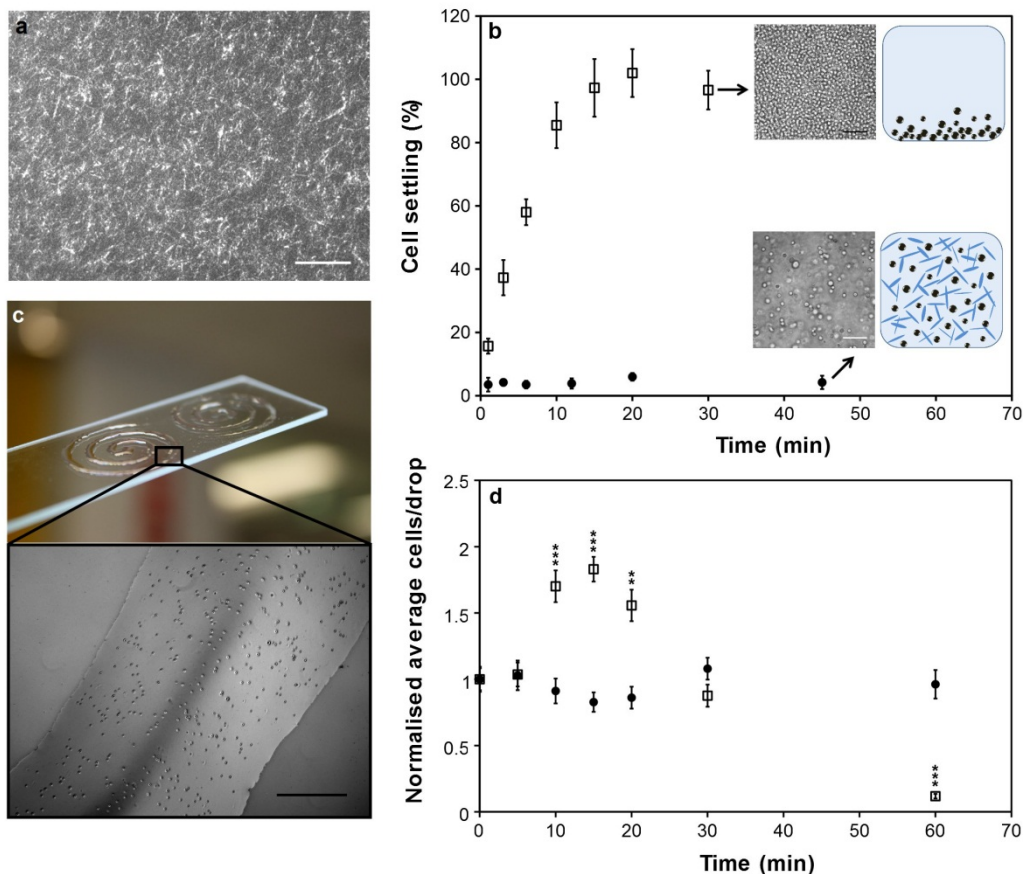 a
b
Cell settling (%)
120
100
80
60
40
20
0
0 10 20 30 40 50 60 70
Time (min)
c
d
Normalised average cells/drop
2.5
2
1.5
1
0.5
0
***
***
**
***
0 10 20 30 40 50 60 70
Time (min)